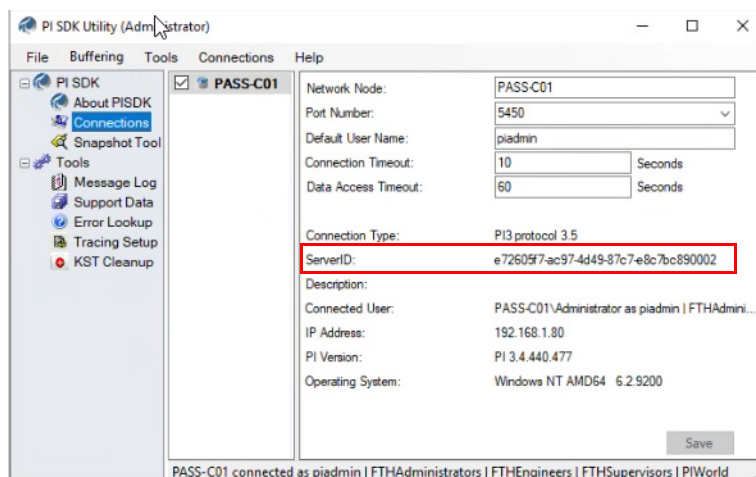 PI SDK Utility (Administrator)
File Buffering Tools Connections Help
PI SDK
About PISDK
Connections
Snapshot Tool
Tools
Message Log
Support Data
Error Lookup
Tracing Setup
KST Cleanup
PASS-C01
Network Node: PASS-C01
Port Number: 5450
Default User Name: piadmin
Connection Timeout: 10 Seconds
Data Access Timeout: 60 Seconds
Connection Type: PI3 protocol 3.5
ServerID: e72605f7-ac97-4d49-87c7-e8c7bc890002
Description:
Connected User: PASS-C01\Administrator as piadmin | FTHAdmini...
IP Address: 192.168.1.80
PI Version: PI 3.4.440.477
Operating System: Windows NT AMD64 6.2.9200
Save
PASS-C01 connected as piadmin | FTHAdministrators | FTHEngineers | FTHSupervisors | PIWorld